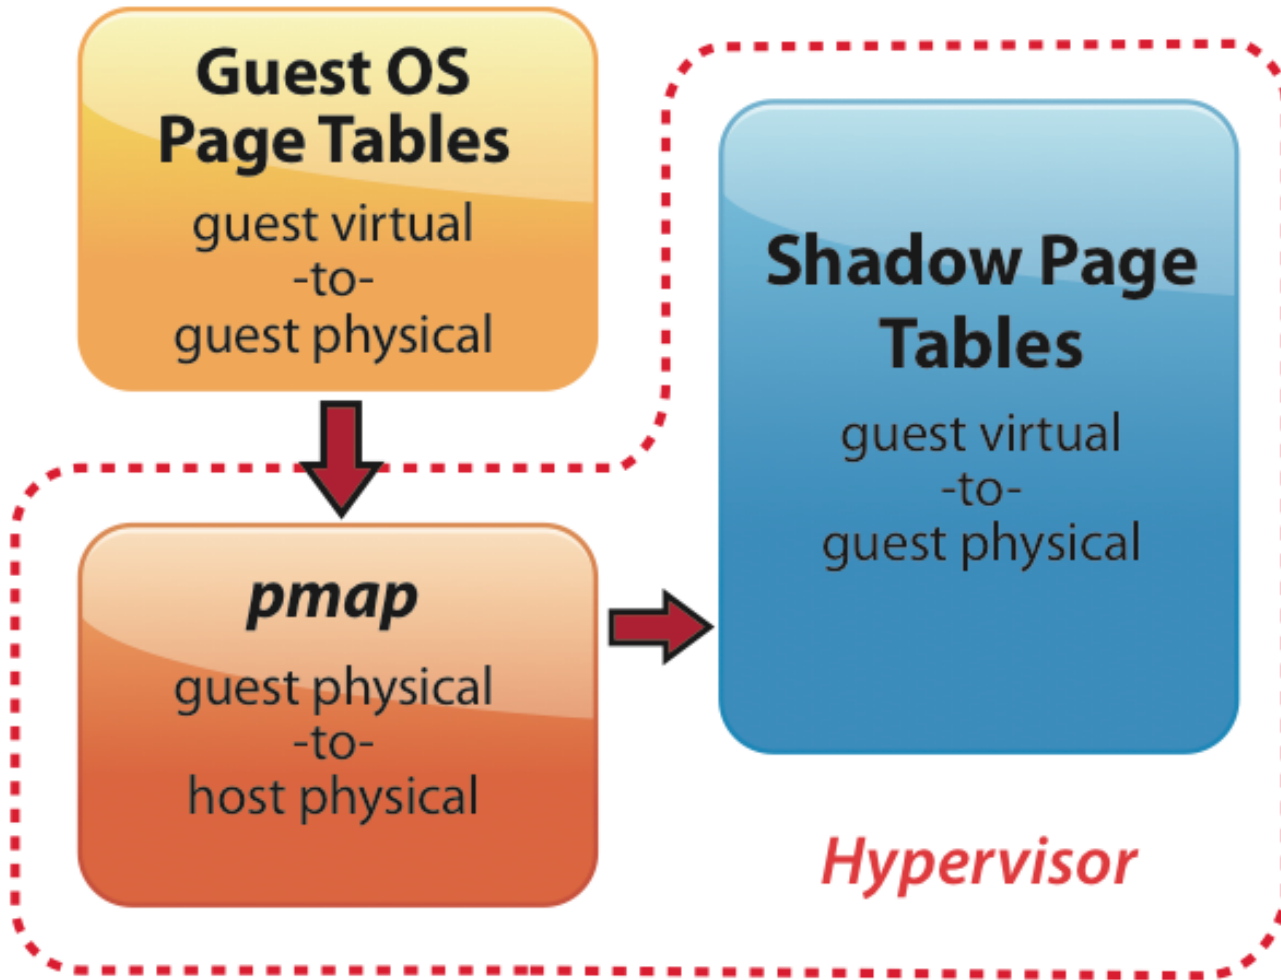 Guest OS
Page Tables
guest virtual
-to-
guest physical
pmap
guest physical
-to-
host physical
Shadow Page
Tables
guest virtual
-to-
guest physical
Hypervisor